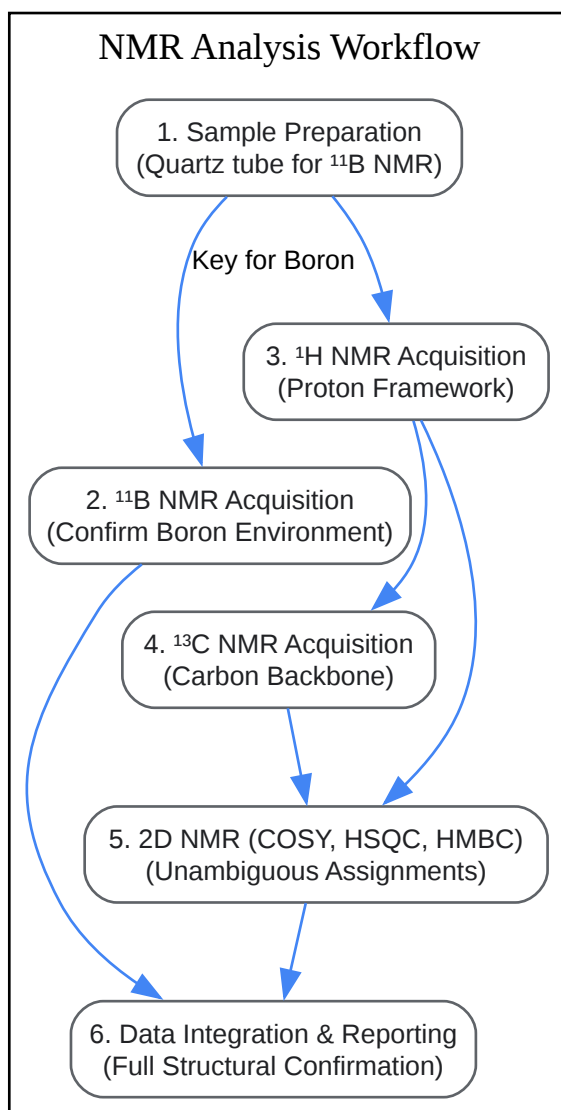 NMR Analysis Workflow
1. Sample Preparation
(Quartz tube for ¹¹B NMR)
Key for Boron
3. ¹H NMR Acquisition
(Proton Framework)
2. ¹¹B NMR Acquisition
(Confirm Boron Environment)
4. ¹³C NMR Acquisition
(Carbon Backbone)
5. 2D NMR (COSY, HSQC, HMBC)
(Unambiguous Assignments)
6. Data Integration & Reporting
(Full Structural Confirmation)